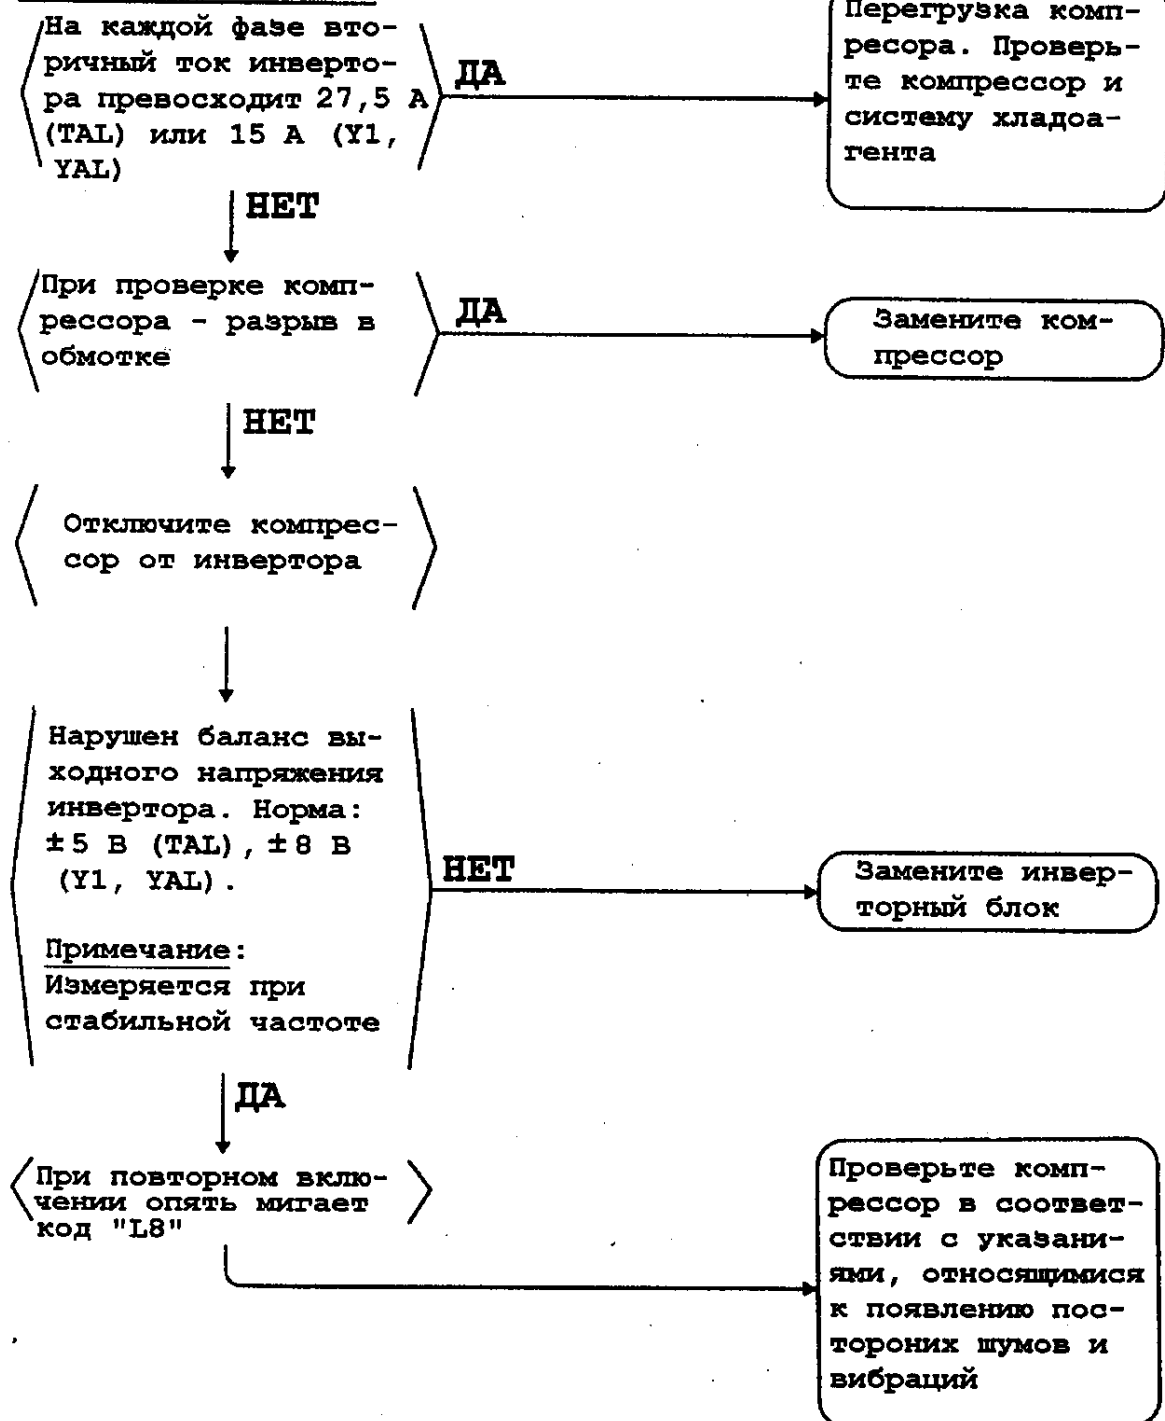 На каждой фазе вто-
ричный ток инверто-
ра превосходит 27,5 А
(TAL) или 15 А (Y1,
YAL)
ДА
Перегрузка комп-
ресора. Проверь-
те компрессор и
систему хладоа-
гента
НЕТ
При проверке комп-
рессора - разрыв в
обмотке
ДА
Замените ком-
прессор
НЕТ
Отключите компрес-
сор от инвертора
Нарушен баланс вы-
ходного напряжения
инвертора. Норма:
±5 В (TAL), ±8 В
(Y1, YAL).
Примечание:
Измеряется при
стабильной частоте
НЕТ
Замените инвер-
торный блок
ДА
При повторном вклю-
чении опять мигает
код "L8"
Проверьте комп-
рессор в соответ-
ствии с указани-
ями, относящимися
к появлению пос-
тороних шумов и
вибраций